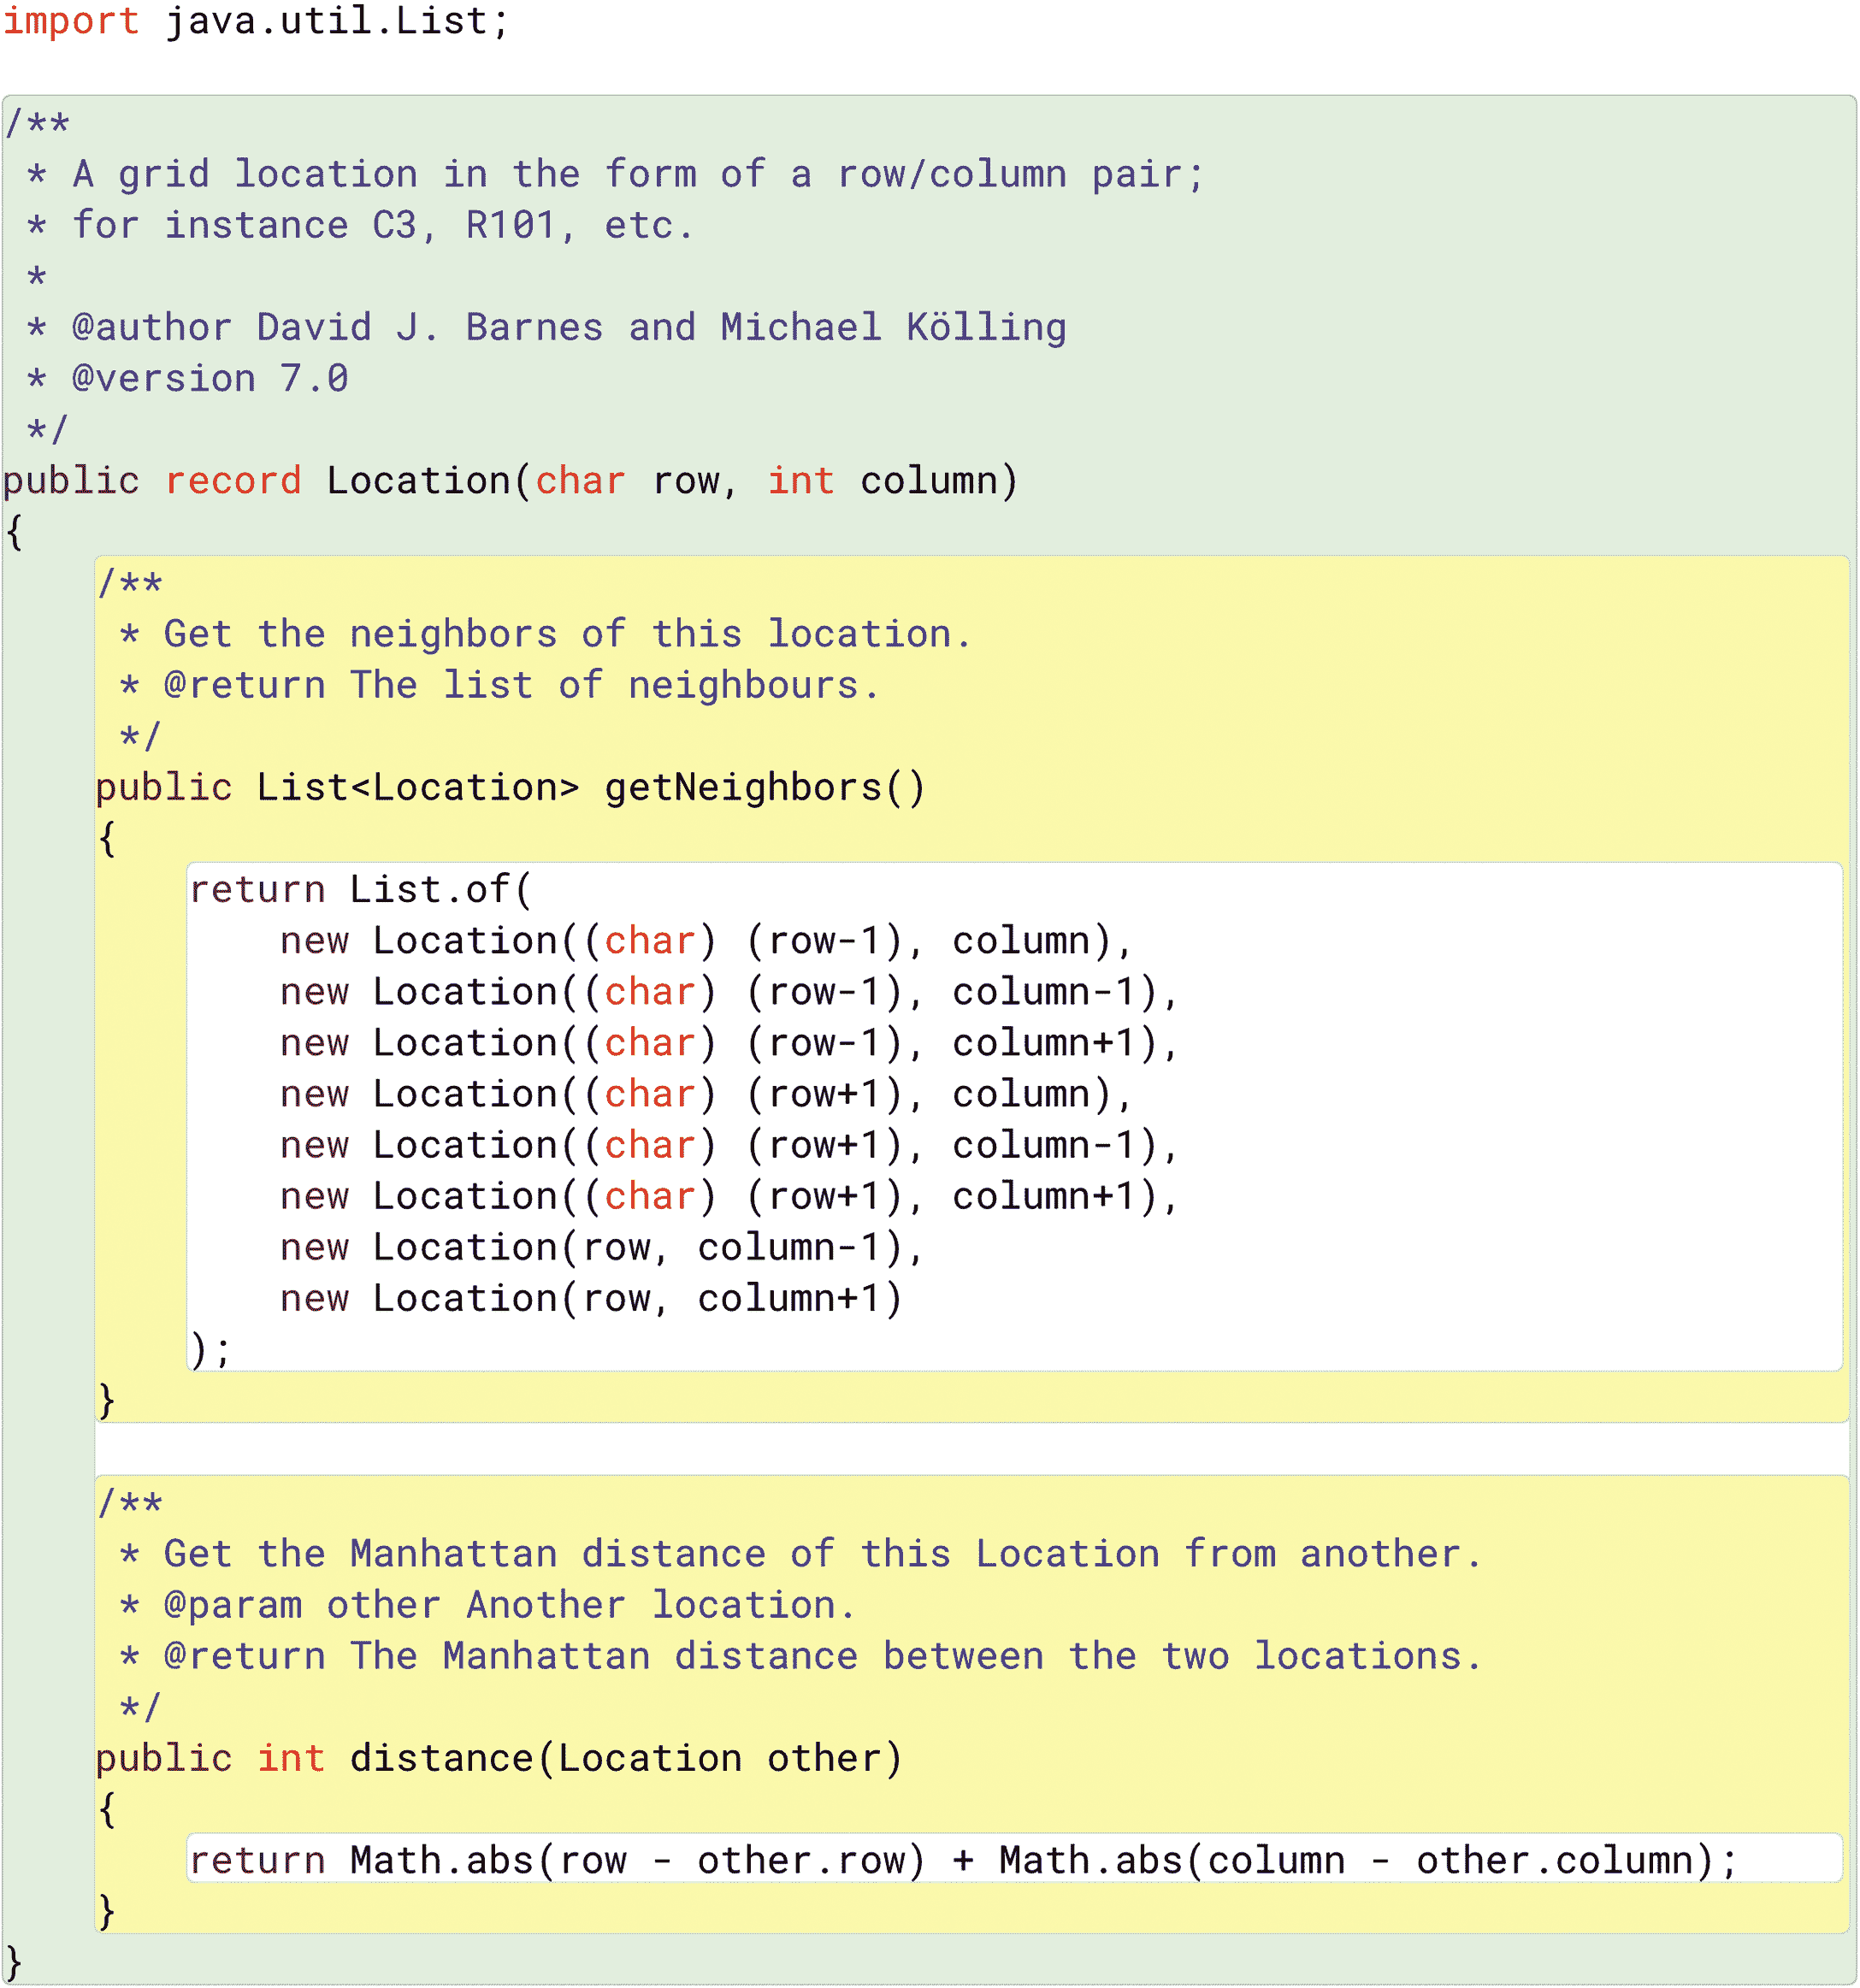 import java.util.List;
/**
 * A grid location in the form of a row/column pair;
 * for instance C3, R101, etc.
 *
 * @author David J. Barnes and Michael Kölling
 * @version 7.0
 */
public record Location(char row, int column)
{
    /**
     * Get the neighbors of this location.
     * @return The list of neighbours.
     */
    public List<Location> getNeighbors()
    {
        return List.of(
            new Location((char) (row-1), column),
            new Location((char) (row-1), column-1),
            new Location((char) (row-1), column+1),
            new Location((char) (row+1), column),
            new Location((char) (row+1), column-1),
            new Location((char) (row+1), column+1),
            new Location(row, column-1),
            new Location(row, column+1)
        );
    }
    /**
     * Get the Manhattan distance of this Location from another.
     * @param other Another location.
     * @return The Manhattan distance between the two locations.
     */
    public int distance(Location other)
    {
        return Math.abs(row - other.row) + Math.abs(column - other.column);
    }
}